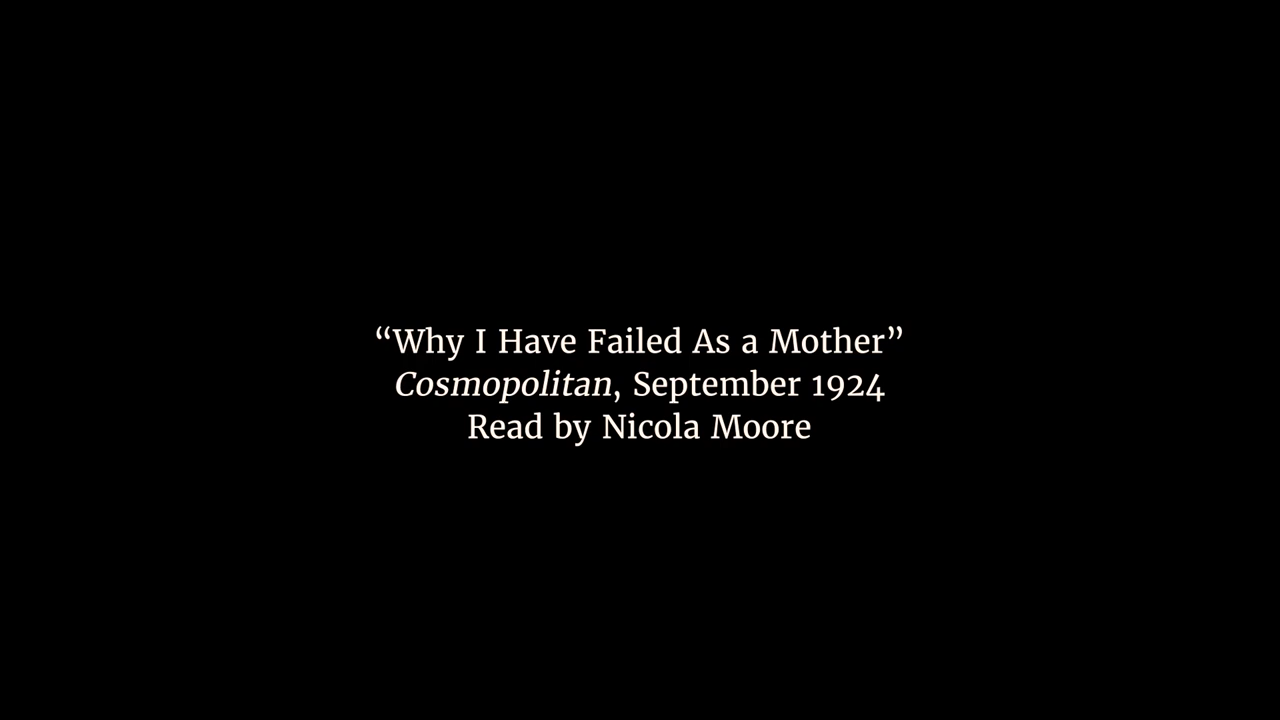 “Why I Have Failed As a Mother”
Cosmopolitan, September 1924
Read by Nicola Moore